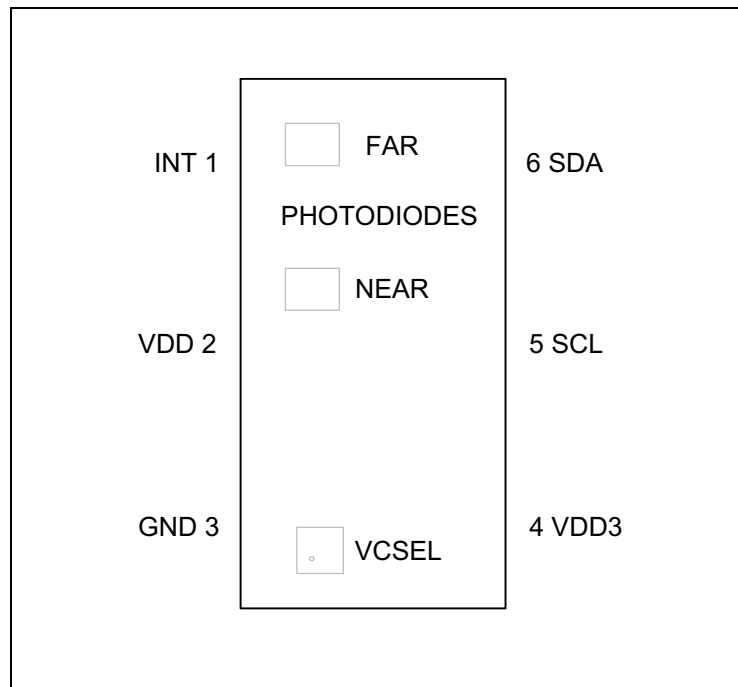 FAR
INT 1
6 SDA
PHOTODIODES
NEAR
VDD 2
5 SCL
GND 3
4 VDD3
VCSEL